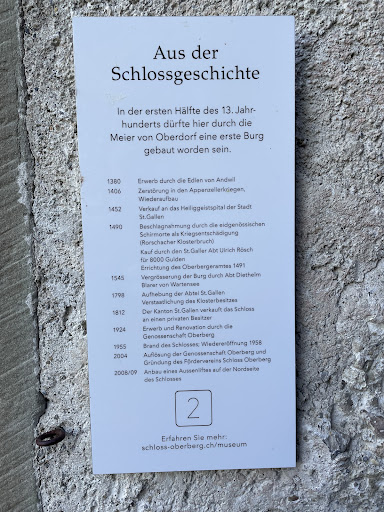 Aus der
Schlossgeschichte
In der ersten Hälfte des 13. Jahr-
hunderts dürfte hier durch die
Meier von Oberdorf eine erste Burg
gebaut worden sein.
1380 Erwerb durch die Edlen von Andwil
1406 Zerstörung in den Appenzellerkriegen,
Wiederaufbau
1452 Verkauf an das Heiliggeistspital der Stadt
St.Gallen
1490 Beschlagnahmung durch die eidgenössischen
Schirmorte als Kriegsentschädigung
(Rorschacher Klosterbruch)
Kauf durch den St.Galler Abt Ulrich Rösch
für 8000 Gulden
Errichtung des Oberbergeramtes 1491
1545 Vergrösserung der Burg durch Abt Diethelm
Blarer von Wartensee
1798 Aufhebung der Abtei St.Gallen
Verstaatlichung des Klosterbesitzes
1812 Der Kanton St.Gallen verkauft das Schloss
an einen privaten Besitzer
1924 Erwerb und Renovation durch die
Genossenschaft Oberberg
1955 Brand des Schlosses; Wiedereröffnung 1958
2004 Auflösung der Genossenschaft Oberberg und
Gründung des Fördervereins Schloss Oberberg
2008/09 Anbau eines Aussenliftes auf der Nordseite
des Schlosses
2
Erfahren Sie mehr:
schloss-oberberg.ch/museum